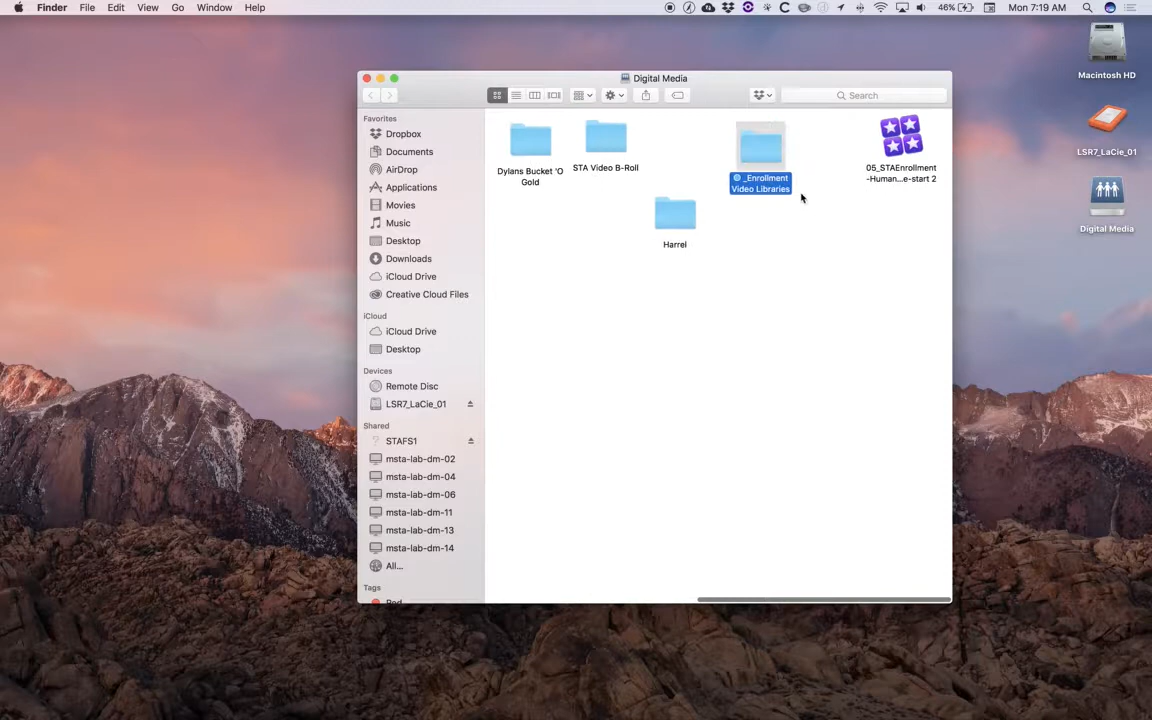 Finder File Edit View Go Window Help
46% Mon 7:19 AM
Macintosh HD
LSR7_LaCie_01
Digital Media
Digital Media
Search
Favorites
Dropbox
Documents
AirDrop
Applications
Movies
Music
Desktop
Downloads
iCloud Drive
Creative Cloud Files
iCloud
iCloud Drive
Desktop
Devices
Remote Disc
LSR7_LaCie_01
Shared
STAFS1
msta-lab-dm-02
msta-lab-dm-04
msta-lab-dm-06
msta-lab-dm-11
msta-lab-dm-13
msta-lab-dm-14
All...
Tags
Red
Dylans Bucket 'O
Gold
STA Video B-Roll
_Enrollment
Video Libraries
05_STAEnrollment
-Human...e-start 2
Harrel